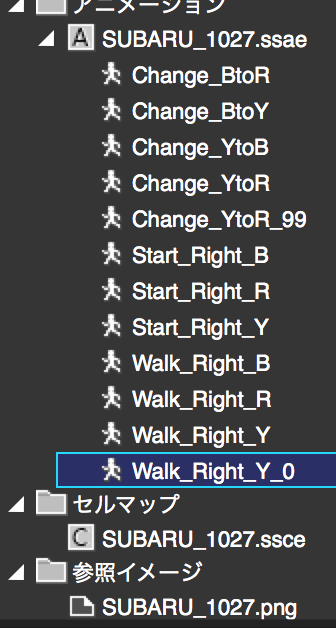 アニメーション
A SUBARU_1027.ssae
Change_BtoR
Change_BtoY
Change_YtoB
Change_YtoR
Change_YtoR_99
Start_Right_B
Start_Right_R
Start_Right_Y
Walk_Right_B
Walk_Right_R
Walk_Right_Y
Walk_Right_Y_0
セルマップ
C SUBARU_1027.ssce
参照イメージ
SUBARU_1027.png